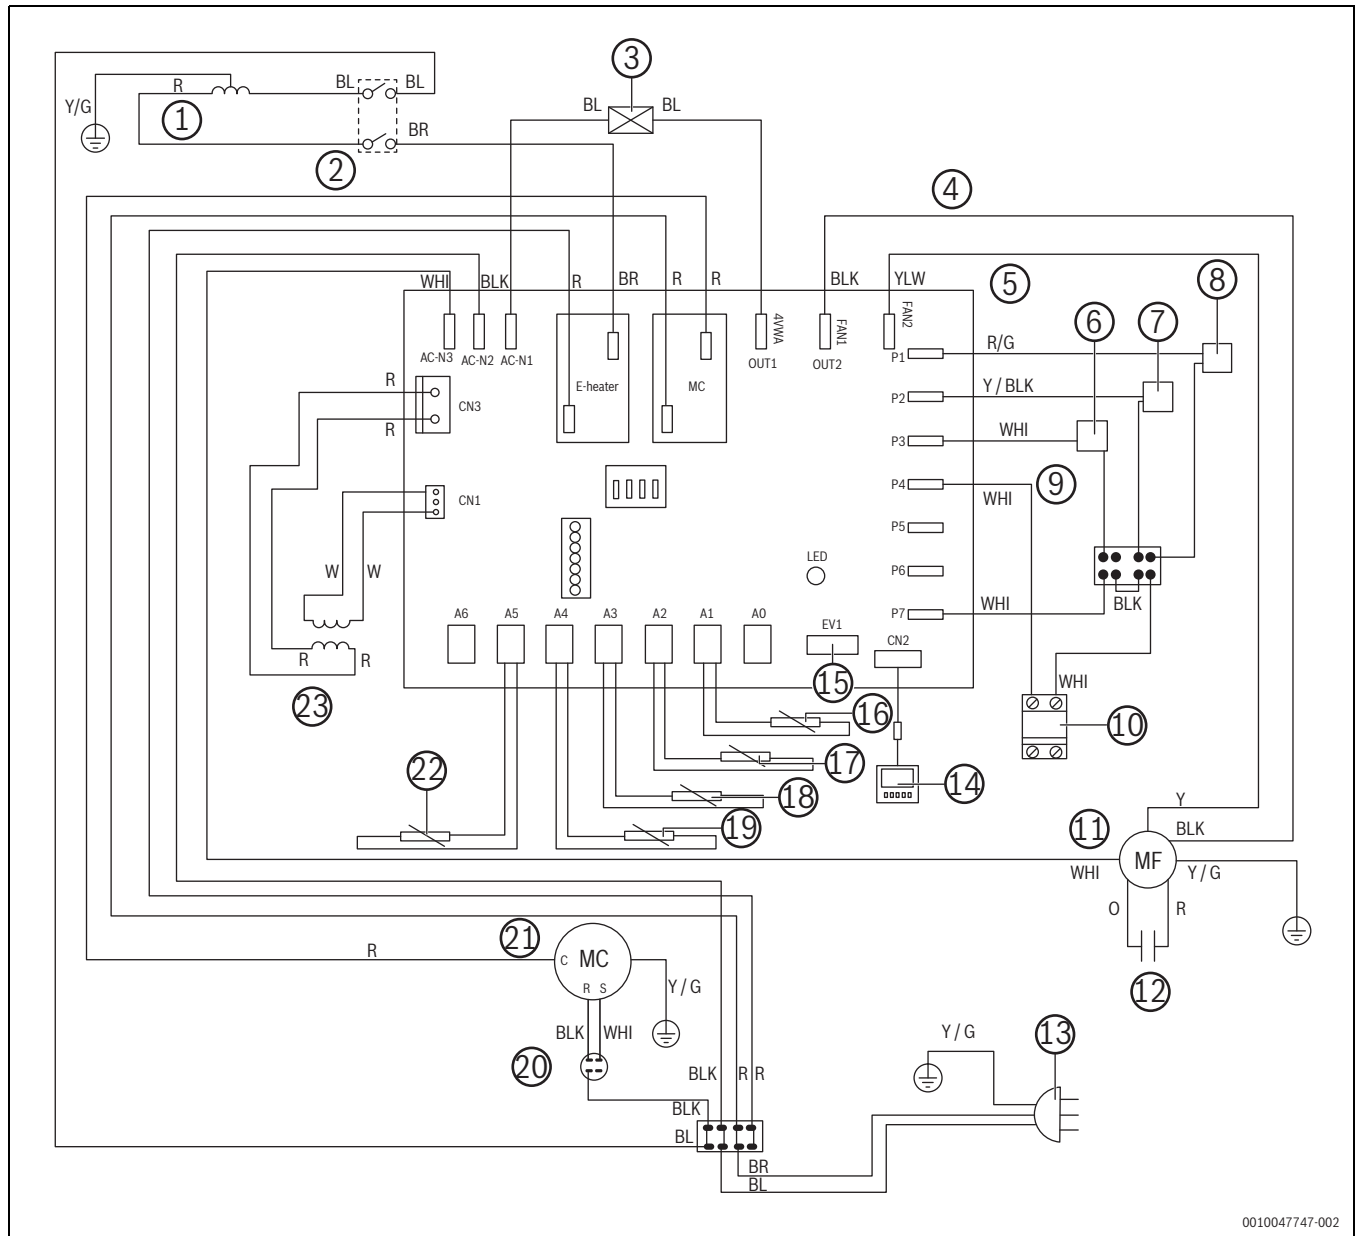 3
BL BL
R BL BL
Y/G
1
BR
2
4
5
8
WHI BLK R BR R R BLK YLW
6 7
4VWA FAN1 FAN2
AC-N3 AC-N2 AC-N1 OUT1 OUT2
E-heater MC
P1 R/G
P2 Y / BLK
P3 WHI
P4 WHI
9
P5
P6
P7 WHI
R
CN3
R
CN1
W W
LED
BLK
A6 A5 A4 A3 A2 A1 A0
EV1 CN2
R R
23
15
WHI
16
10
17
22
14
18
19
Y
11
BLK
MF
WHI
Y / G
O R
21
C MC
R
R S
Y / G
12
BLK WHI
20
Y / G
13
BLK R R
BLK
BL
BR
BL
0010047747-002